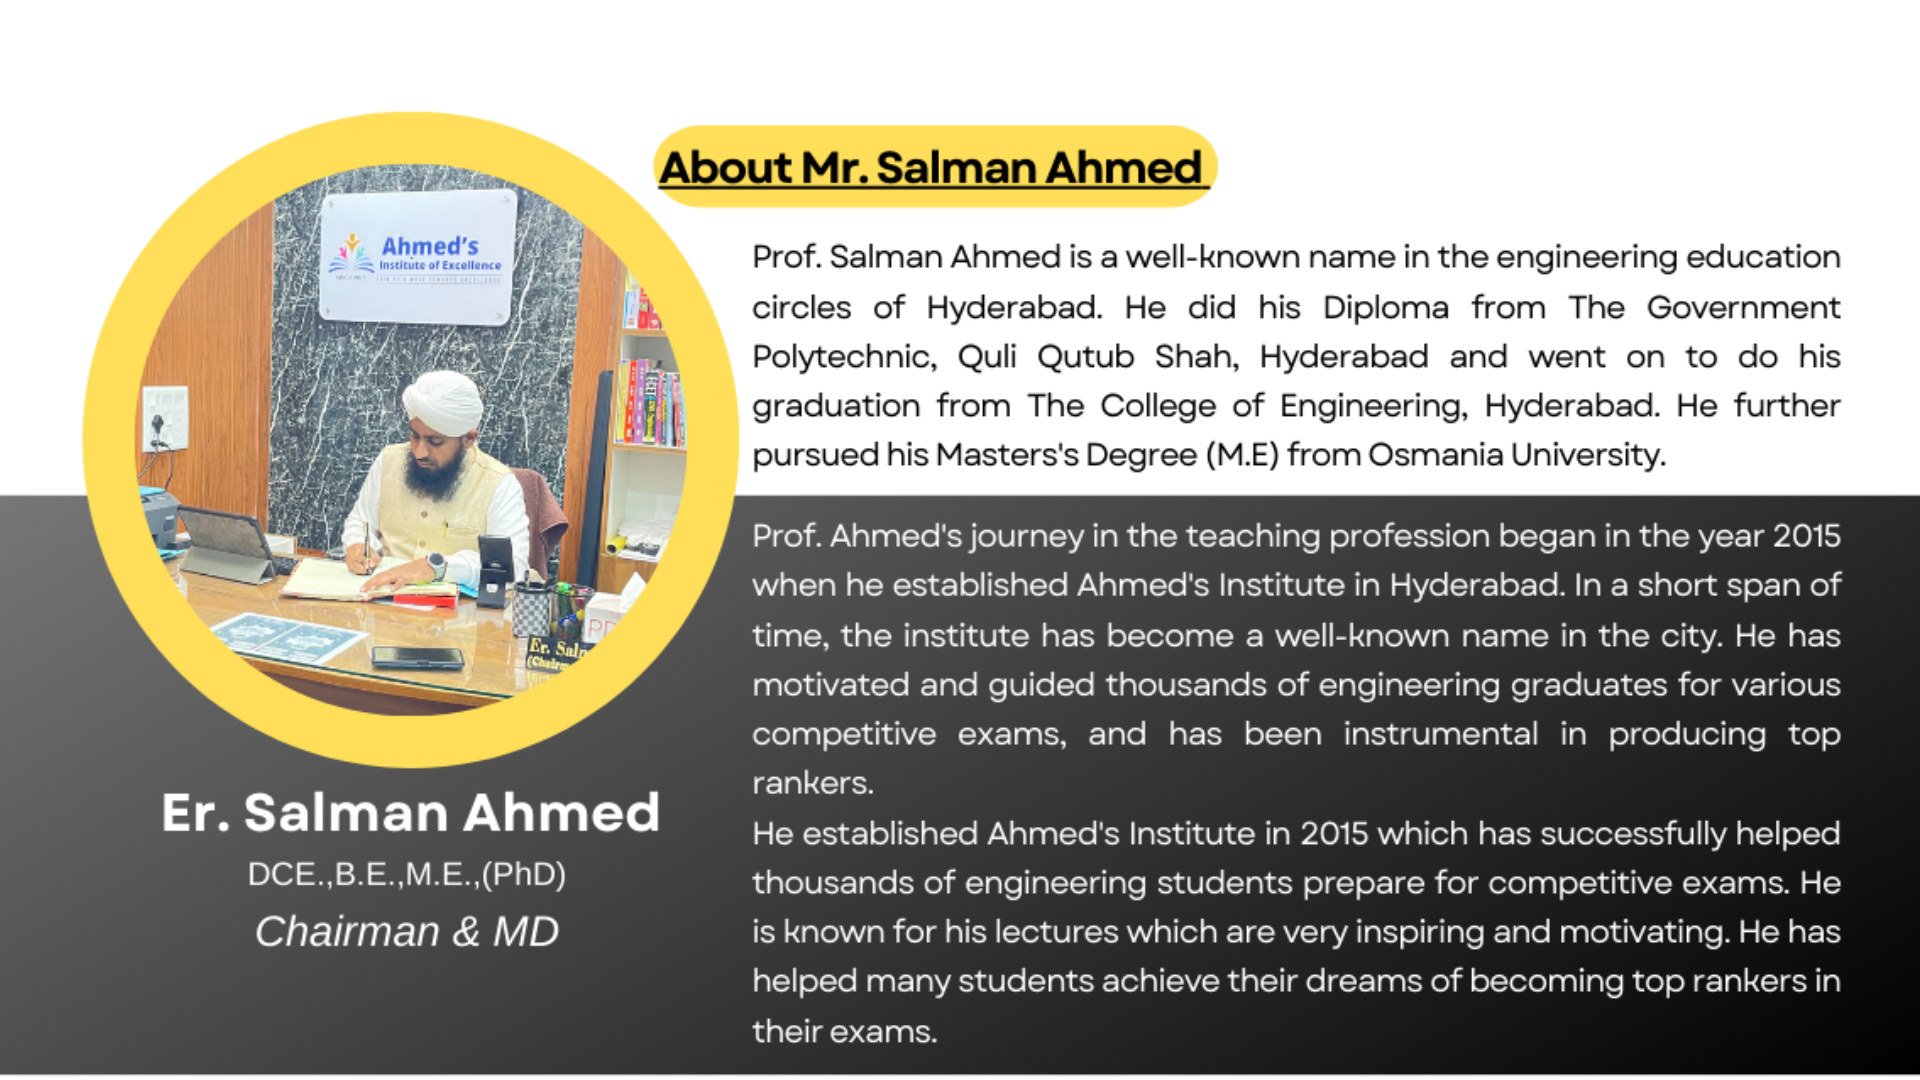 About Mr. Salman Ahmed
Prof. Salman Ahmed is a well-known name in the engineering education
circles of Hyderabad. He did his Diploma from The Government
Polytechnic, Quli Qutub Shah, Hyderabad and went on to do his
graduation from The College of Engineering, Hyderabad. He further
pursued his Masters's Degree (M.E) from Osmania University.
Prof. Ahmed's journey in the teaching profession began in the year 2015
when he established Ahmed's Institute in Hyderabad. In a short span of
time, the institute has become a well-known name in the city. He has
motivated and guided thousands of engineering graduates for various
competitive exams, and has been instrumental in producing top
rankers.
He established Ahmed's Institute in 2015 which has successfully helped
thousands of engineering students prepare for competitive exams. He
is known for his lectures which are very inspiring and motivating. He has
helped many students achieve their dreams of becoming top rankers in
their exams.
Ahmed's
Institute of Excellence
Er. Sal
Er. Salman Ahmed
DCE.,B.E.,M.E.,(PhD)
Chairman & MD